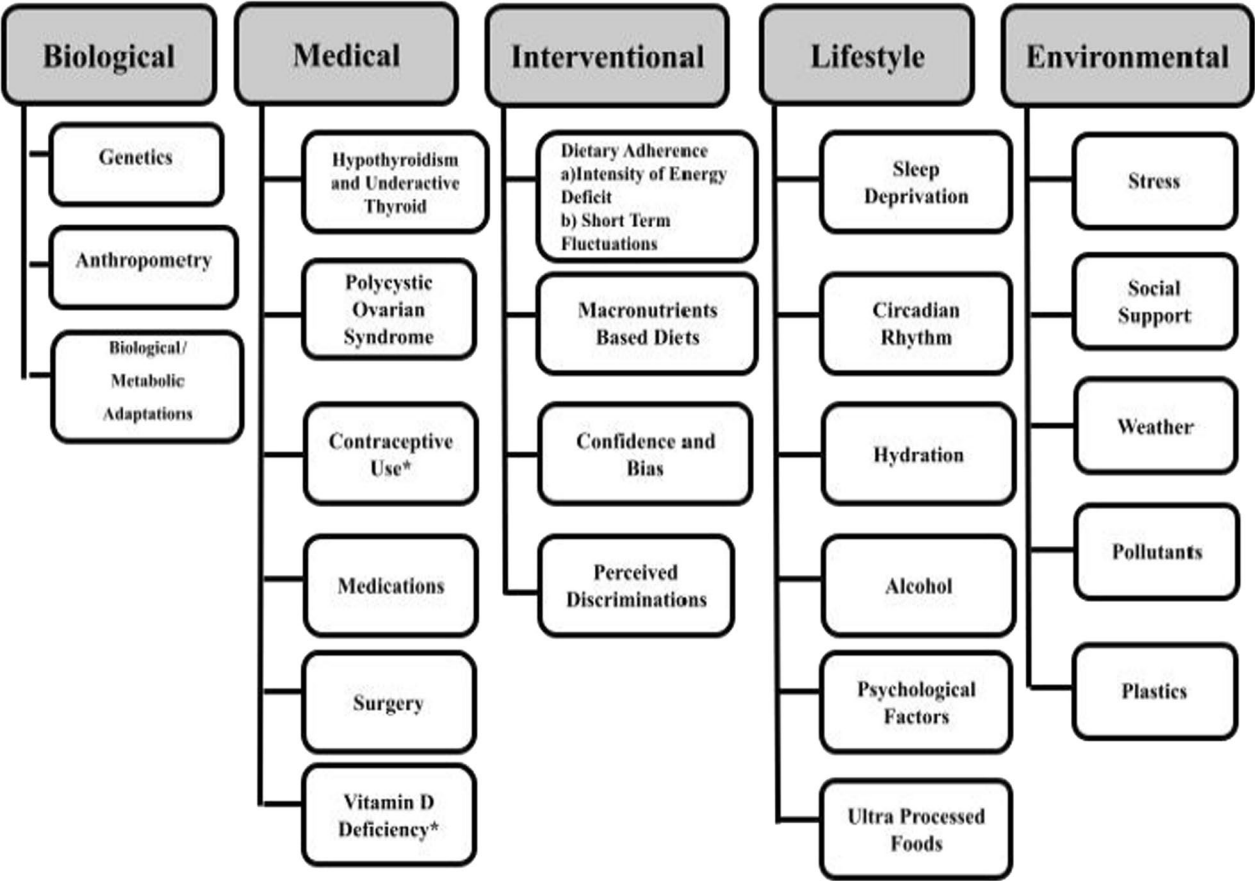 Biological
Genetics
Anthropometry
Biological/
Metabolic
Adaptations
Medical
Hypothyroidism
and Underactive
Thyroid
Polycystic
Ovarian
Syndrome
Contraceptive
Use*
Medications
Surgery
Vitamin D
Deficiency*
Interventional
Dietary Adherence
a)Intensity of Energy
Deficit
b) Short Term
Fluctuations
Macronutrients
Based Diets
Confidence and
Bias
Perceived
Discriminations
Lifestyle
Sleep
Deprivation
Circadian
Rhythm
Hydration
Alcohol
Psychological
Factors
Ultra Processed
Foods
Environmental
Stress
Social
Support
Weather
Pollutants
Plastics